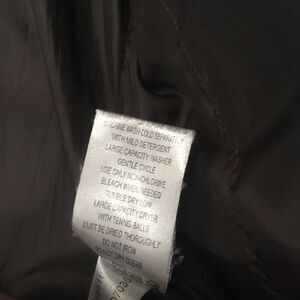 MACHINE WASH COLD SEPARATELY
WITH MILD DETERGENT
LARGE CAPACITY WASHER
GENTLE CYCLE
USE ONLY NON-CHLORINE
BLEACH WHEN NEEDED
TUMBLE DRY LOW
LARGE CAPACITY DRYER
WITH TENNIS BALLS
MUST BE DRIED THOROUGHLY
DO NOT IRON
DO NOT DRY CLEAN